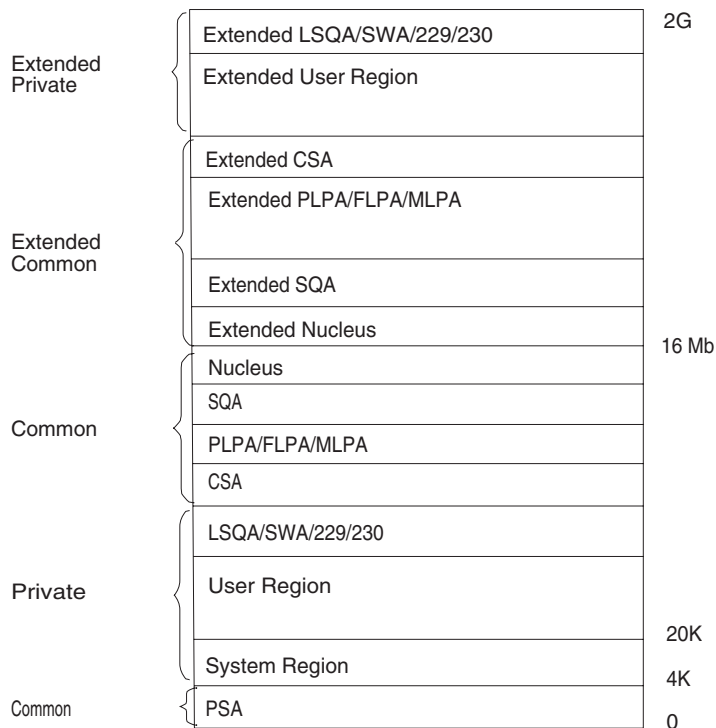 Extended LSQA/SWA/229/230
2G
Extended
Private
Extended User Region
Extended CSA
Extended PLPA/FLPA/MLPA
Extended
Common
Extended SQA
Extended Nucleus
16 Mb
Nucleus
SQA
Common
PLPA/FLPA/MLPA
CSA
LSQA/SWA/229/230
Private
User Region
20K
System Region
4K
Common
PSA
0